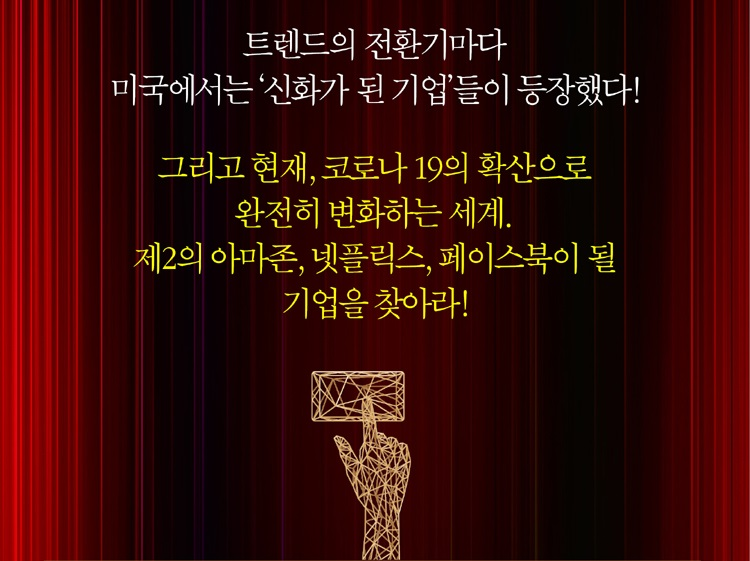 트렌드의 전환기마다
미국에서는 ‘신화가 된 기업’들이 등장했다!
그리고 현재, 코로나 19의 확산으로
완전히 변화하는 세계.
제2의 아마존, 넷플릭스, 페이스북이 될
기업을 찾아라!